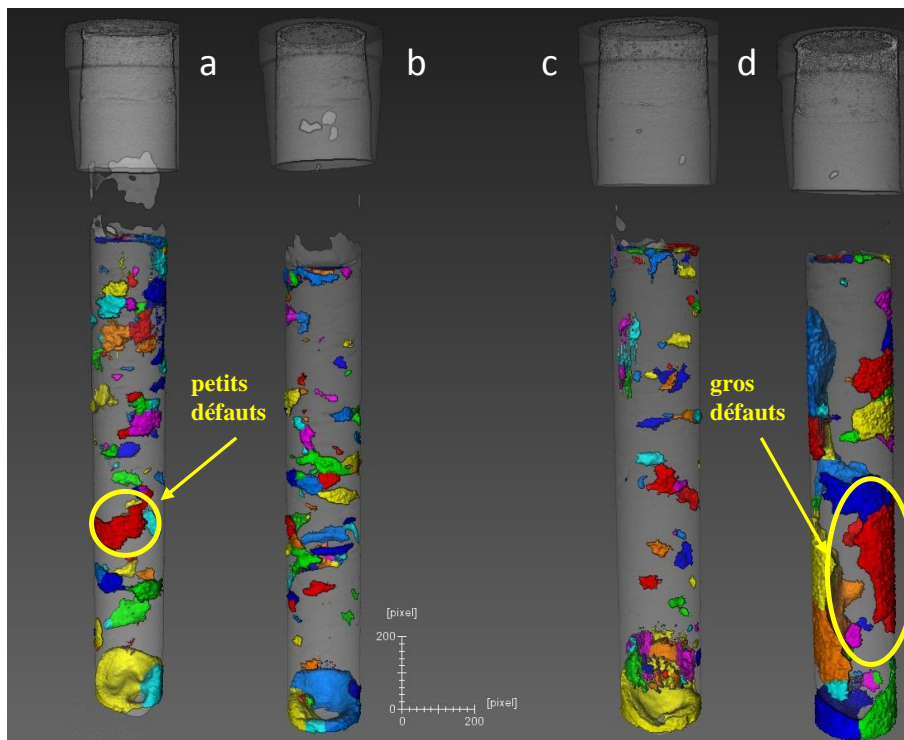 a
b
c
d
petits
défauts
gros
défauts
[pixel]
200
0
[pixel]
0
200